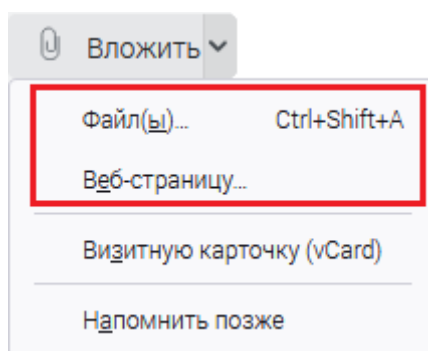 Вложить
Файл(ы)... Ctrl+Shift+A
Веб-страницу...
Визитную карточку (vCard)
Напомнить позже